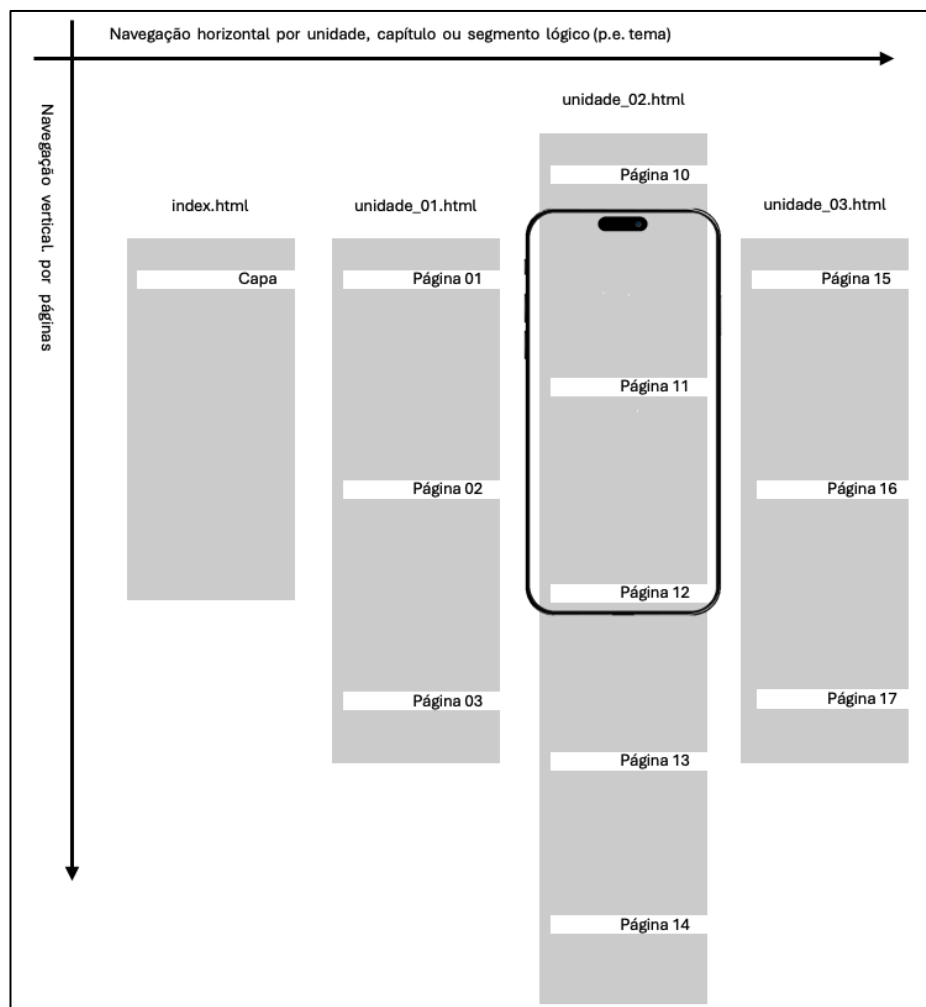 Navegação horizontal por unidade, capítulo ou segmento lógico (p.e. tema)
Navegação vertical por páginas
index.html
Capa
unidade_01.html
Página 01
Página 02
Página 03
unidade_02.html
Página 10
Página 11
Página 12
Página 13
Página 14
unidade_03.html
Página 15
Página 16
Página 17